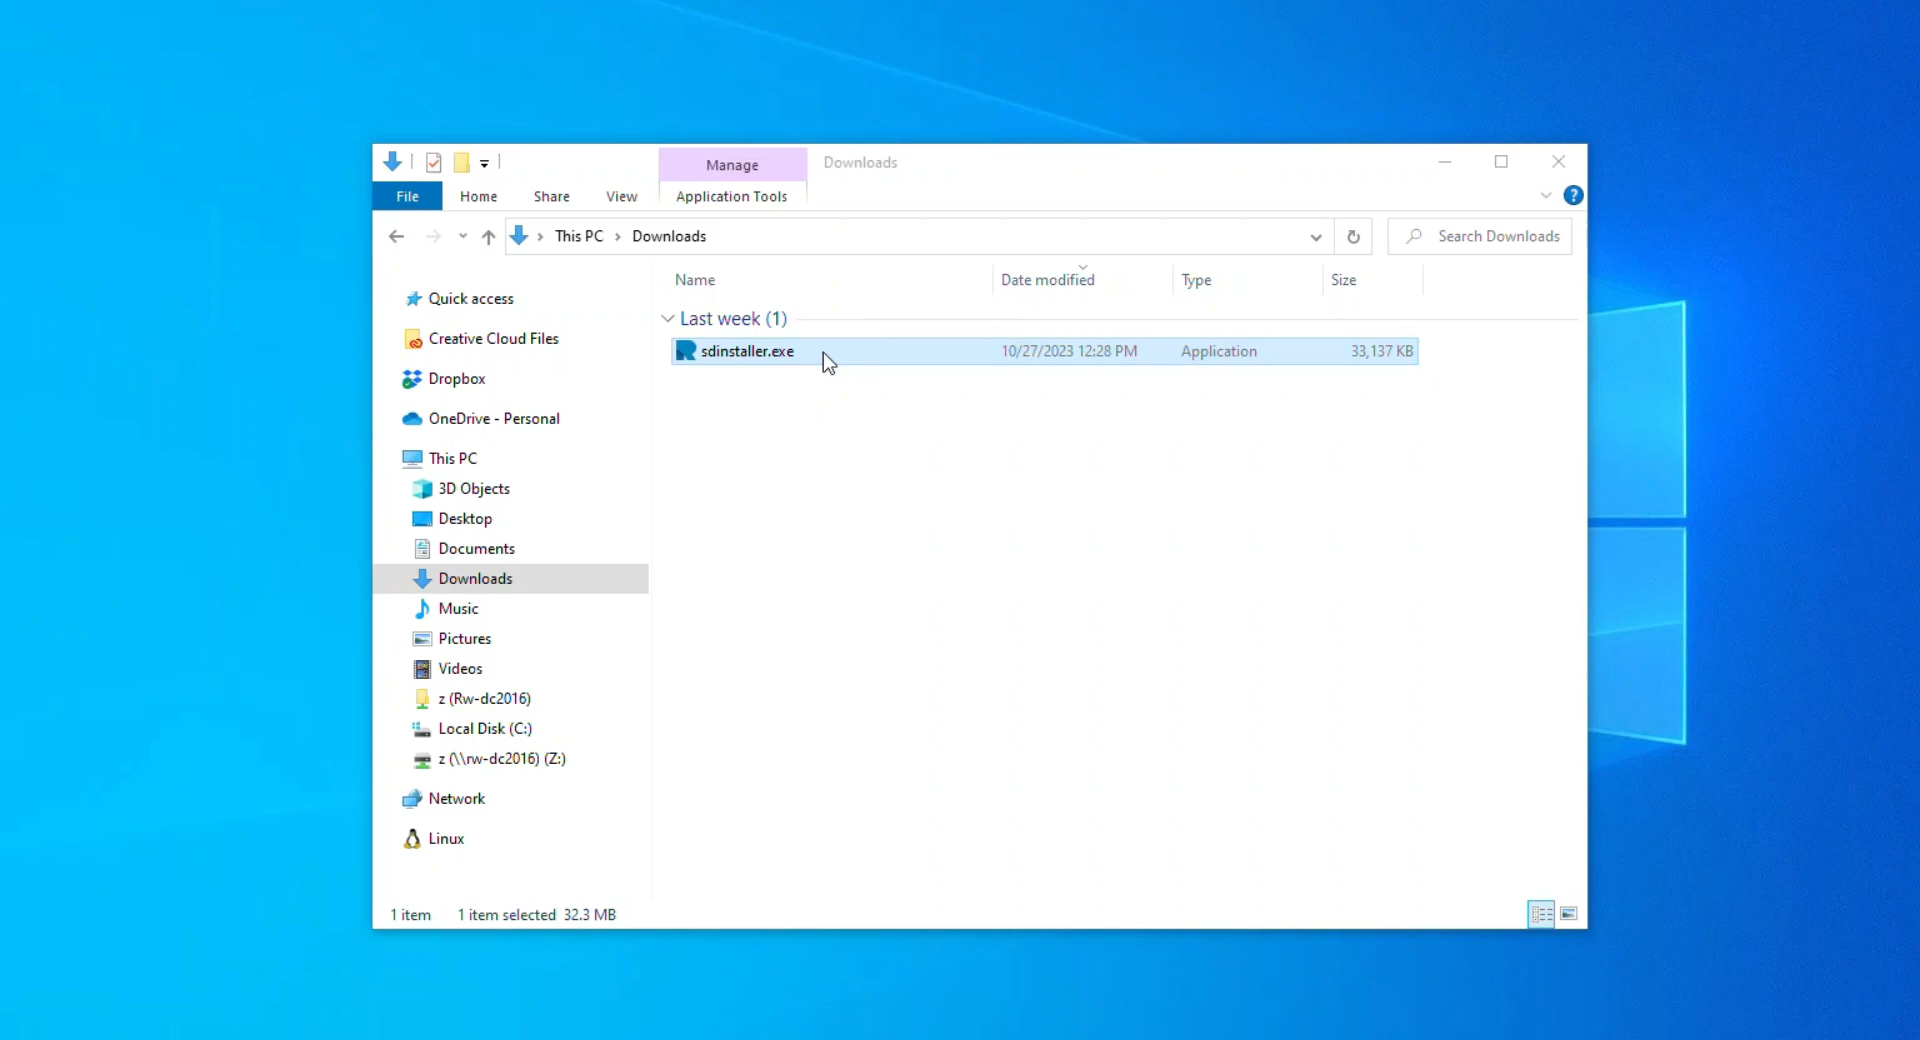 Manage
Downloads
File
Home
Share
View
Application Tools
?
This PC
Downloads
Search Downloads
Name
Date modified
Type
Size
Quick access
Last week (1)
Creative Cloud Files
sdinstaller.exe
10/27/2023 12:28 PM
Application
33,137 KB
Dropbox
OneDrive - Personal
This PC
3D Objects
Desktop
Documents
Downloads
Music
Pictures
Videos
z (Rw-dc2016)
Local Disk (C:)
z (\\rw-dc2016) (Z:)
Network
Linux
1 item
1 item selected 32.3 MB